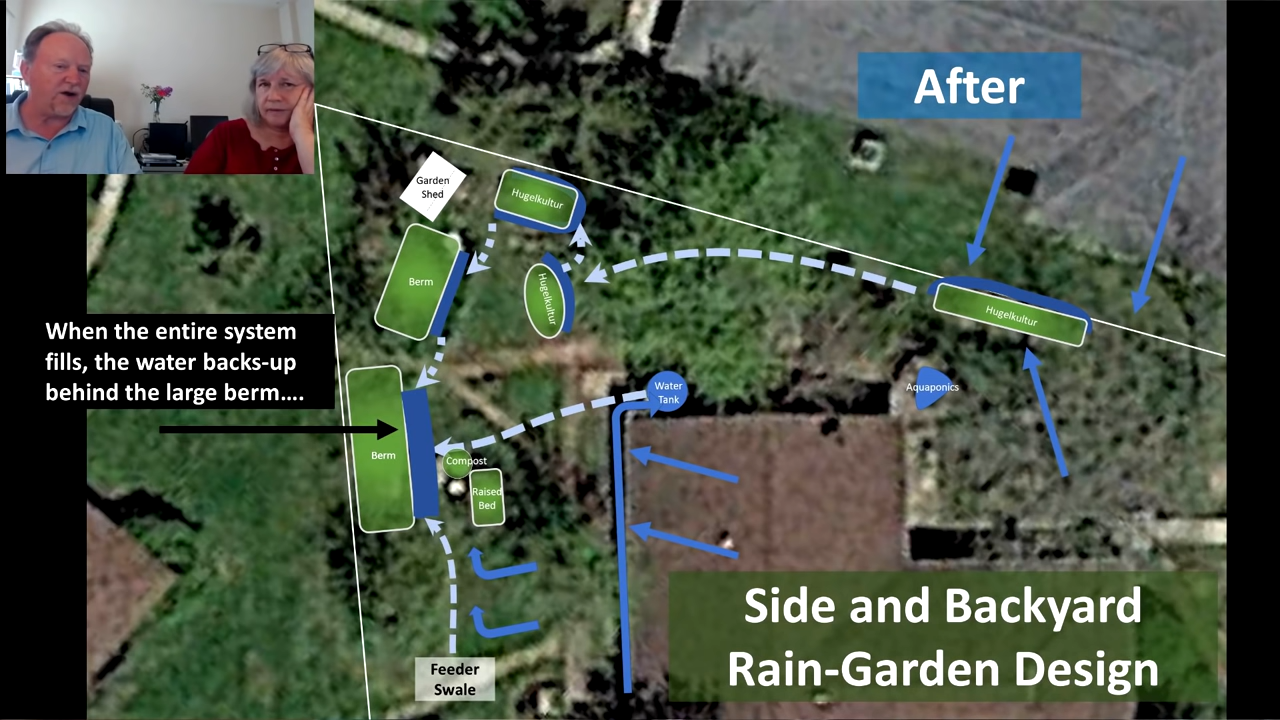 After
Garden
Shed
Hugelkultur
Berm
Hugelkultur
Hugelkultur
When the entire system
fills, the water backs-up
behind the large berm....
Water
Tank
Aquaponics
Berm
Compost
Raised
Bed
Side and Backyard
Rain-Garden Design
Feeder
Swale